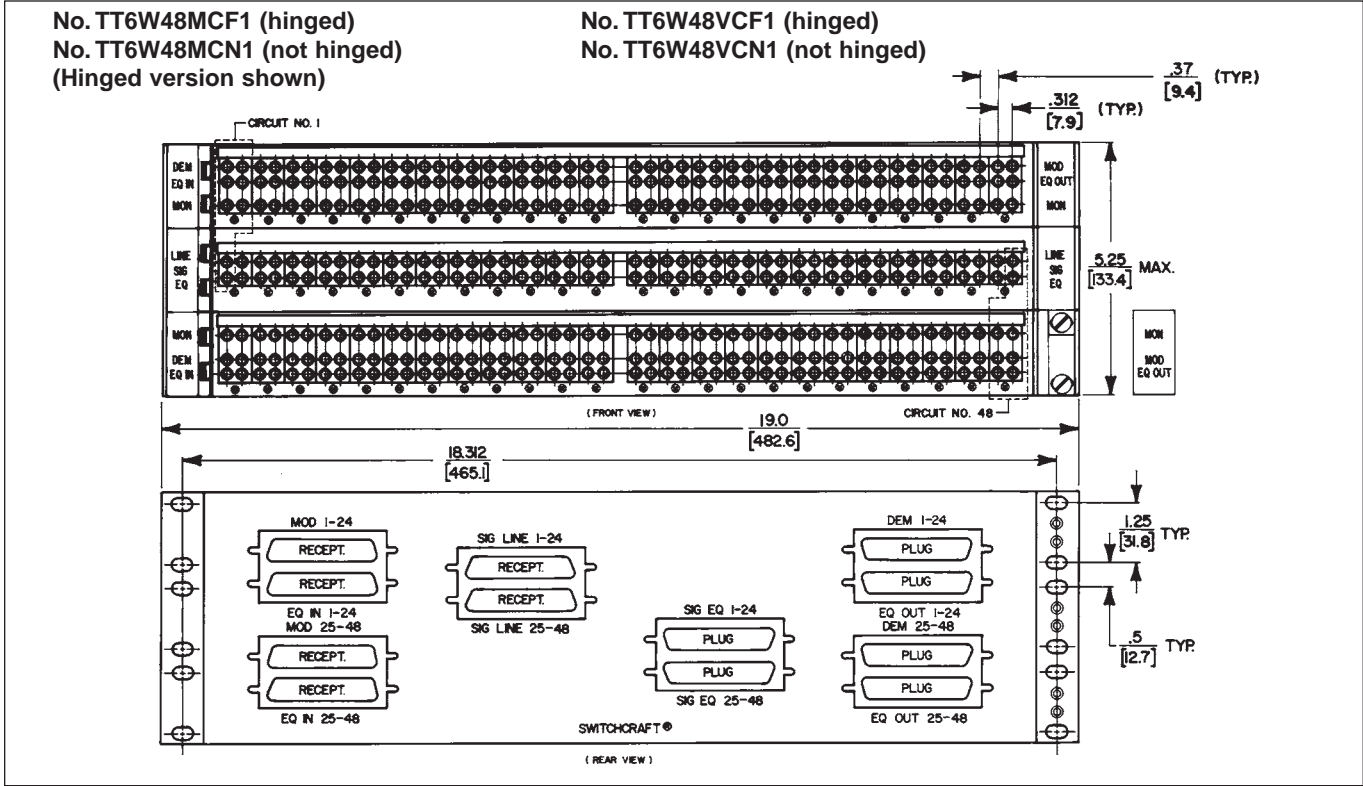 No. TT6W48MCF1 (hinged)
No. TT6W48MCN1 (not hinged)
(Hinged version shown)
No. TT6W48VCF1 (hinged)
No. TT6W48VCN1 (not hinged)
.37
[9.4]
(TYP.)
.312
[7.9]
(TYP.)
CIRCUIT NO. 1
DEM
EQ IN
MON
MOD
EQ OUT
MON
LINE
SIG
EQ
LINE
SIG
EQ
5.25
[133.4]
MAX.
MON
DEM
EQ IN
MON
MOD
EQ OUT
(FRONT VIEW)
CIRCUIT NO. 48
19.0
[482.6]
18.312
[465.1]
MOD 1-24
RECEPT.
RECEPT.
EQ IN 1-24
MOD 25-48
RECEPT.
RECEPT.
EQ IN 25-48
SIG LINE 1-24
RECEPT.
RECEPT.
SIG LINE 25-48
SIG EQ 1-24
PLUG
PLUG
SIG EQ 25-48
DEM 1-24
PLUG
PLUG
EQ OUT 1-24
DEM 25-48
PLUG
PLUG
EQ OUT 25-48
1.25
[31.8]
TYP.
.5
[12.7]
TYP.
SWITCHCRAFT®
(REAR VIEW)